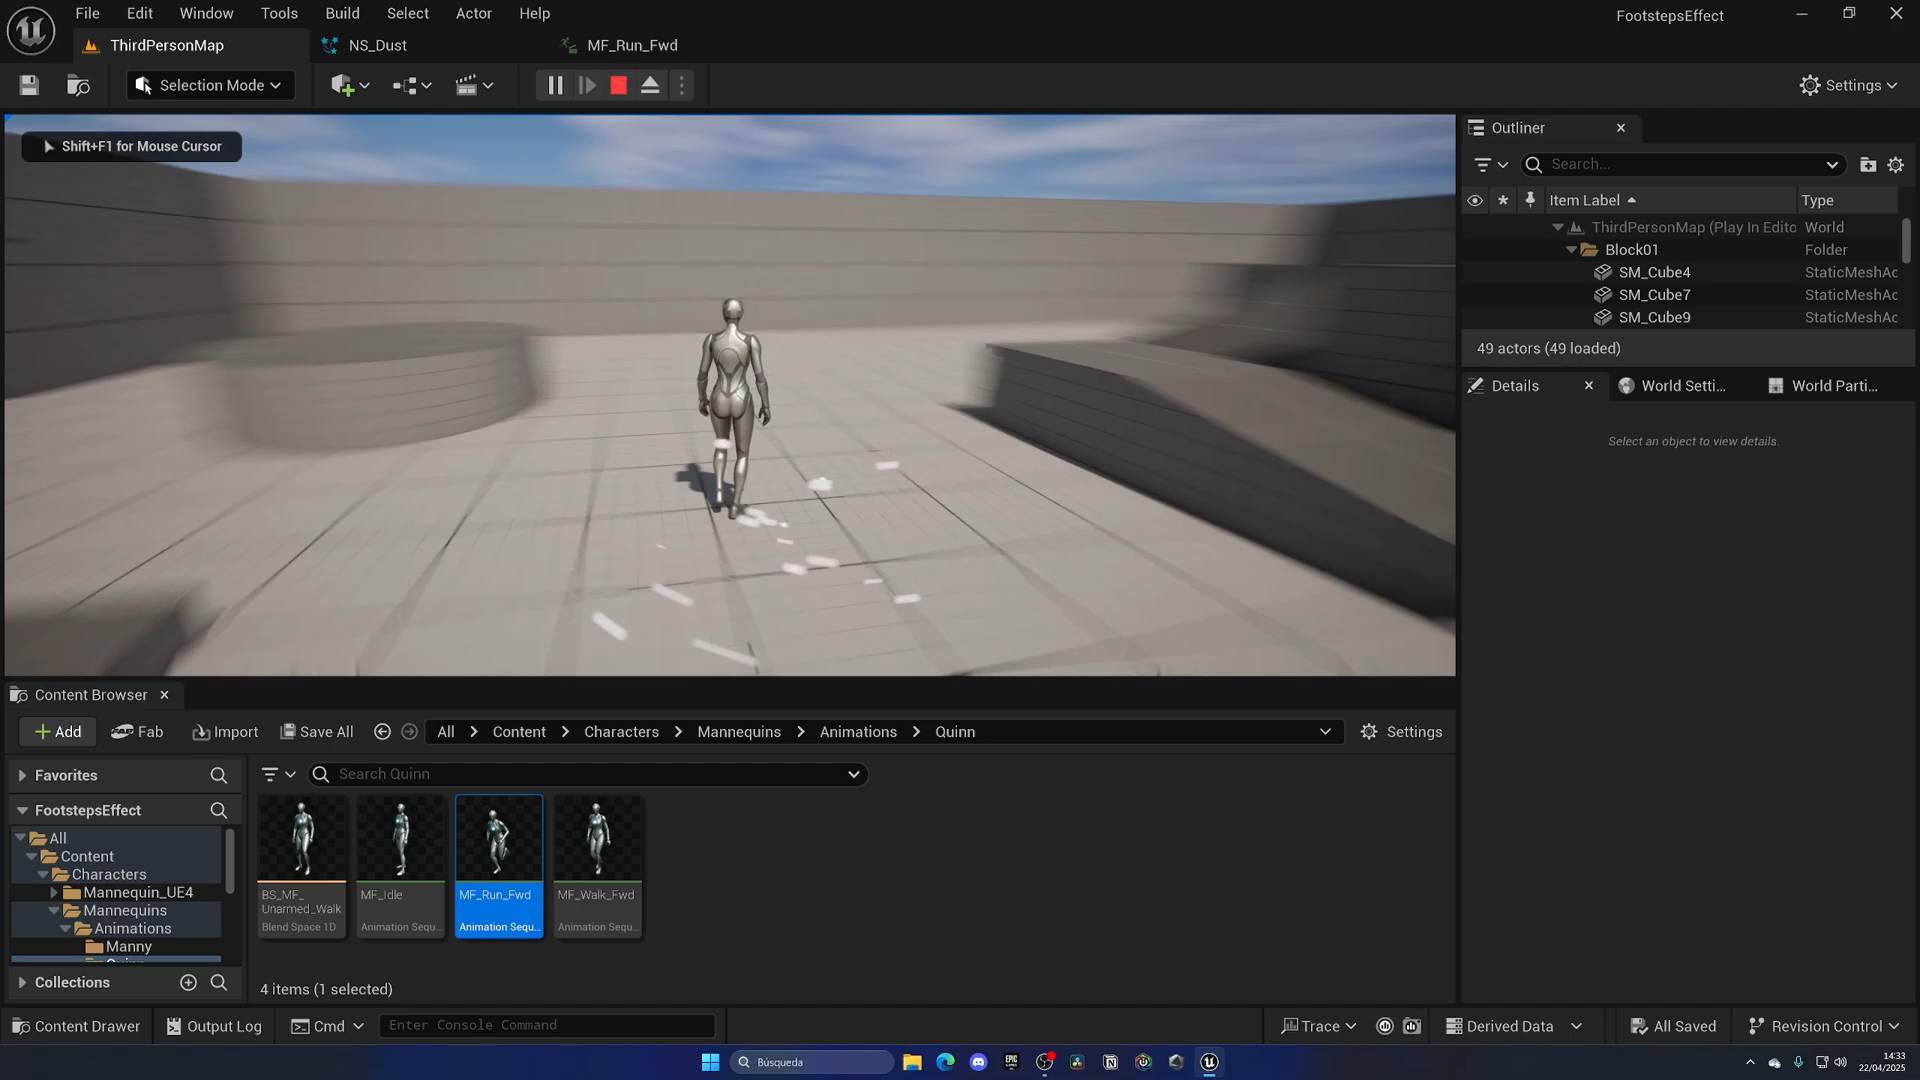 File Edit Window Tools Build Select Actor Help
FootstepsEffect
ThirdPersonMap
NS_Dust
MF_Run_Fwd
Selection Mode
Settings
Shift+F1 for Mouse Cursor
Outliner
Search...
Item Label
Type
ThirdPersonMap (Play In Edito
World
Block01
Folder
SM_Cube4
StaticMeshAc
SM_Cube7
StaticMeshAc
SM_Cube9
StaticMeshAc
49 actors (49 loaded)
Details
World Setti...
World Parti...
Select an object to view details.
Content Browser
Add
Fab
Import
Save All
All > Content > Characters > Mannequins > Animations > Quinn
Settings
Favorites
Search Quinn
FootstepsEffect
All
Content
Characters
Mannequin_UE4
Mannequins
Animations
Manny
Collections
BS_MF_
Unarmed_Walk
Blend Space 1D
MF_Idle
Animation Sequ...
MF_Run_Fwd
Animation Sequ...
MF_Walk_Fwd
Animation Sequ...
4 items (1 selected)
Content Drawer
Output Log
Cmd
Enter Console Command
Trace
Derived Data
All Saved
Revision Control
Búsqueda
EPIC
14:33
22/04/2025